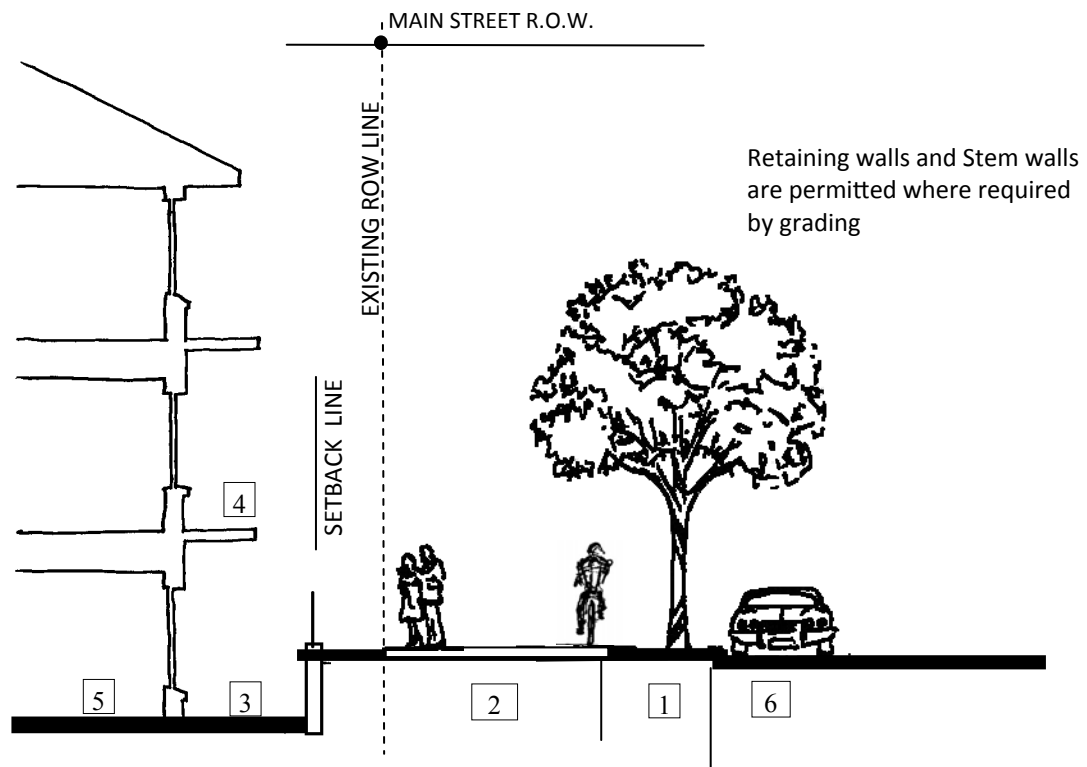 MAIN STREET R.O.W.
EXISTING ROW LINE
Retaining walls and Stem walls
are permitted where required
by grading
SETBACK LINE
4
5
3
2
1
6